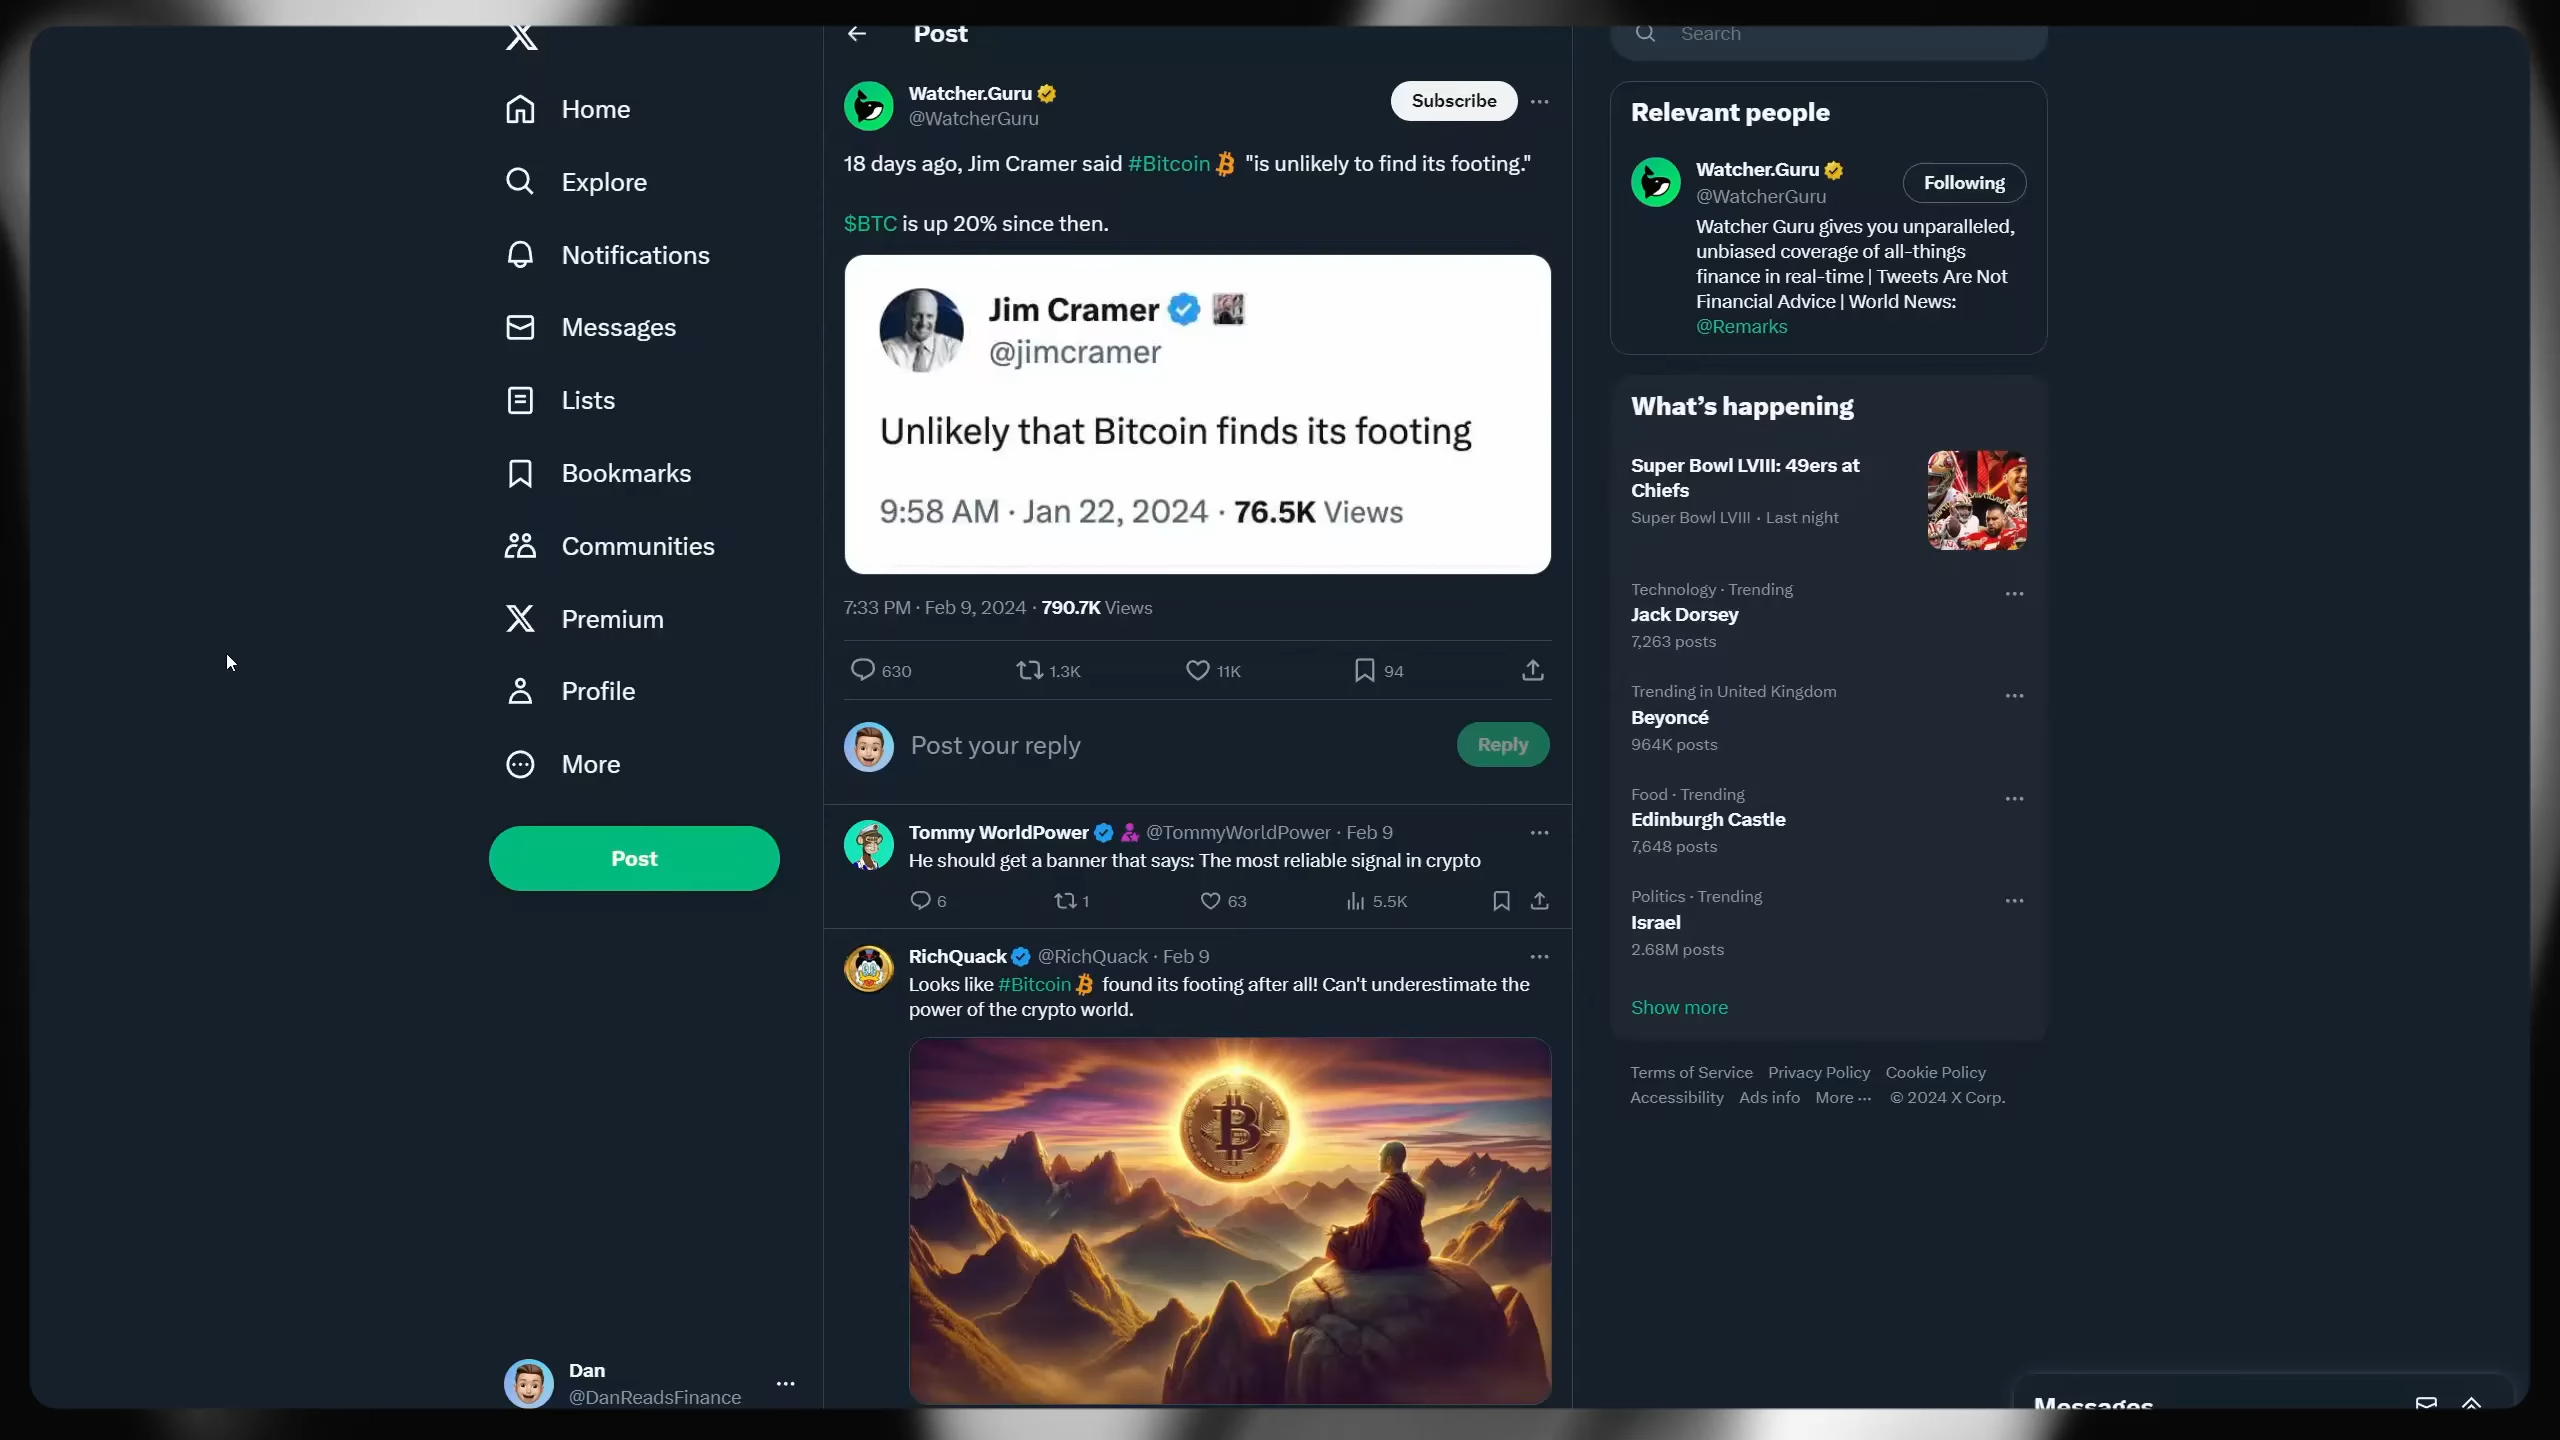 Home
Explore
Notifications
Messages
Lists
Bookmarks
Communities
Premium
Profile
More
Post
Dan
@DanReadsFinance
Post
Watcher.Guru
@WatcherGuru
Subscribe
18 days ago, Jim Cramer said #Bitcoin "is unlikely to find its footing."
$BTC is up 20% since then.
Jim Cramer
@jimcramer
Unlikely that Bitcoin finds its footing
9:58 AM · Jan 22, 2024 · 76.5K Views
7:33 PM · Feb 9, 2024 · 790.7K Views
630 1.3K 11K 94
Post your reply
Reply
Tommy WorldPower @TommyWorldPower · Feb 9
He should get a banner that says: The most reliable signal in crypto
6 1 63 5.5K
RichQuack @RichQuack · Feb 9
Looks like #Bitcoin found its footing after all! Can't underestimate the
power of the crypto world.
Search
Relevant people
Watcher.Guru
@WatcherGuru
Following
Watcher Guru gives you unparalleled,
unbiased coverage of all-things
finance in real-time | Tweets Are Not
Financial Advice | World News:
@Remarks
What's happening
Super Bowl LVIII: 49ers at
Chiefs
Super Bowl LVIII · Last night
Technology · Trending
Jack Dorsey
7,263 posts
Trending in United Kingdom
Beyoncé
964K posts
Food · Trending
Edinburgh Castle
7,648 posts
Politics · Trending
Israel
2.68M posts
Show more
Terms of Service Privacy Policy Cookie Policy
Accessibility Ads info More ··· © 2024 X Corp.
Messages